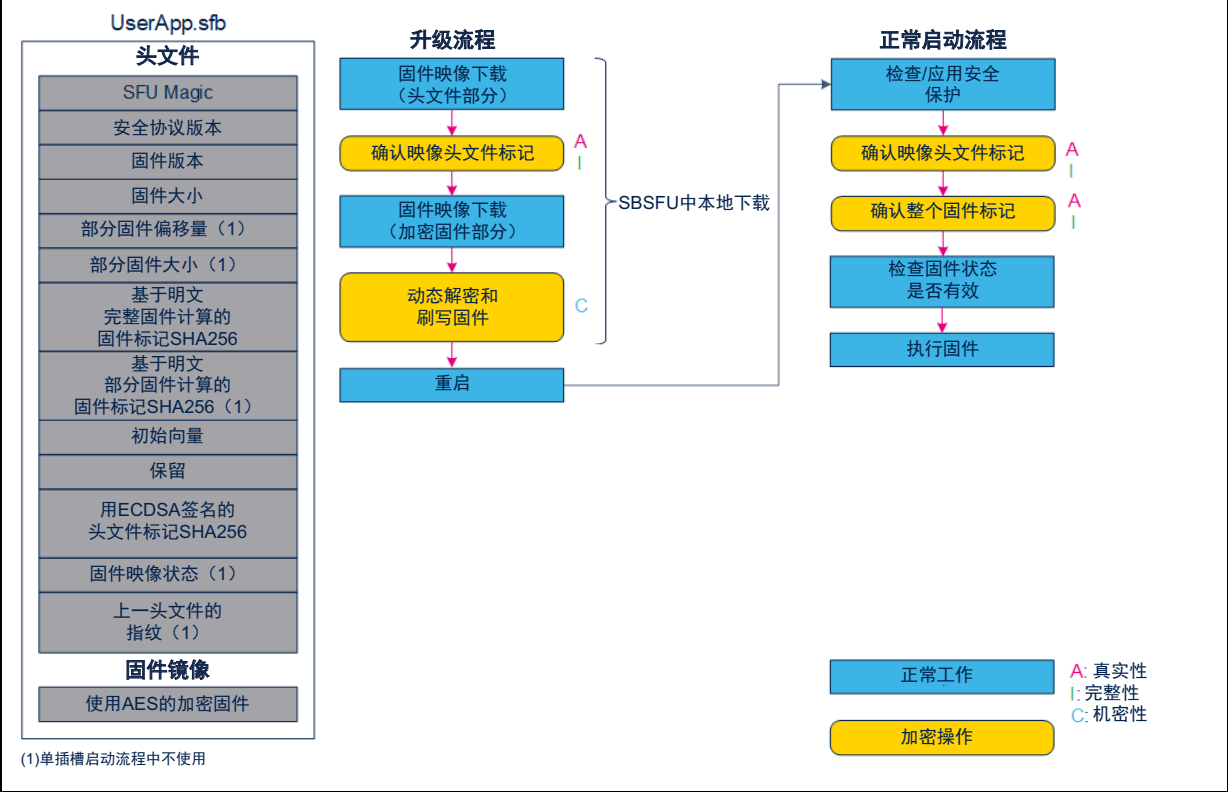 UserApp.sfb
头文件
SFU Magic
安全协议版本
固件版本
固件大小
部分固件偏移量（1）
部分固件大小（1）
基于明文
完整固件计算的
固件标记SHA256
基于明文
部分固件计算的
固件标记SHA256（1）
初始向量
保留
用ECDSA签名的
头文件标记SHA256
固件映像状态（1）
上一头文件的
指纹（1）
固件镜像
使用AES的加密固件
(1)单插槽启动流程中不使用
升级流程
固件映像下载
（头文件部分）
确认映像头文件标记
A
I
固件映像下载
（加密固件部分）
动态解密和
刷写固件
C
重启
SBSFU中本地下载
正常启动流程
检查/应用安全
保护
确认映像头文件标记
A
I
确认整个固件标记
A
I
检查固件状态
是否有效
执行固件
正常工作
加密操作
A: 真实性
I: 完整性
C: 机密性